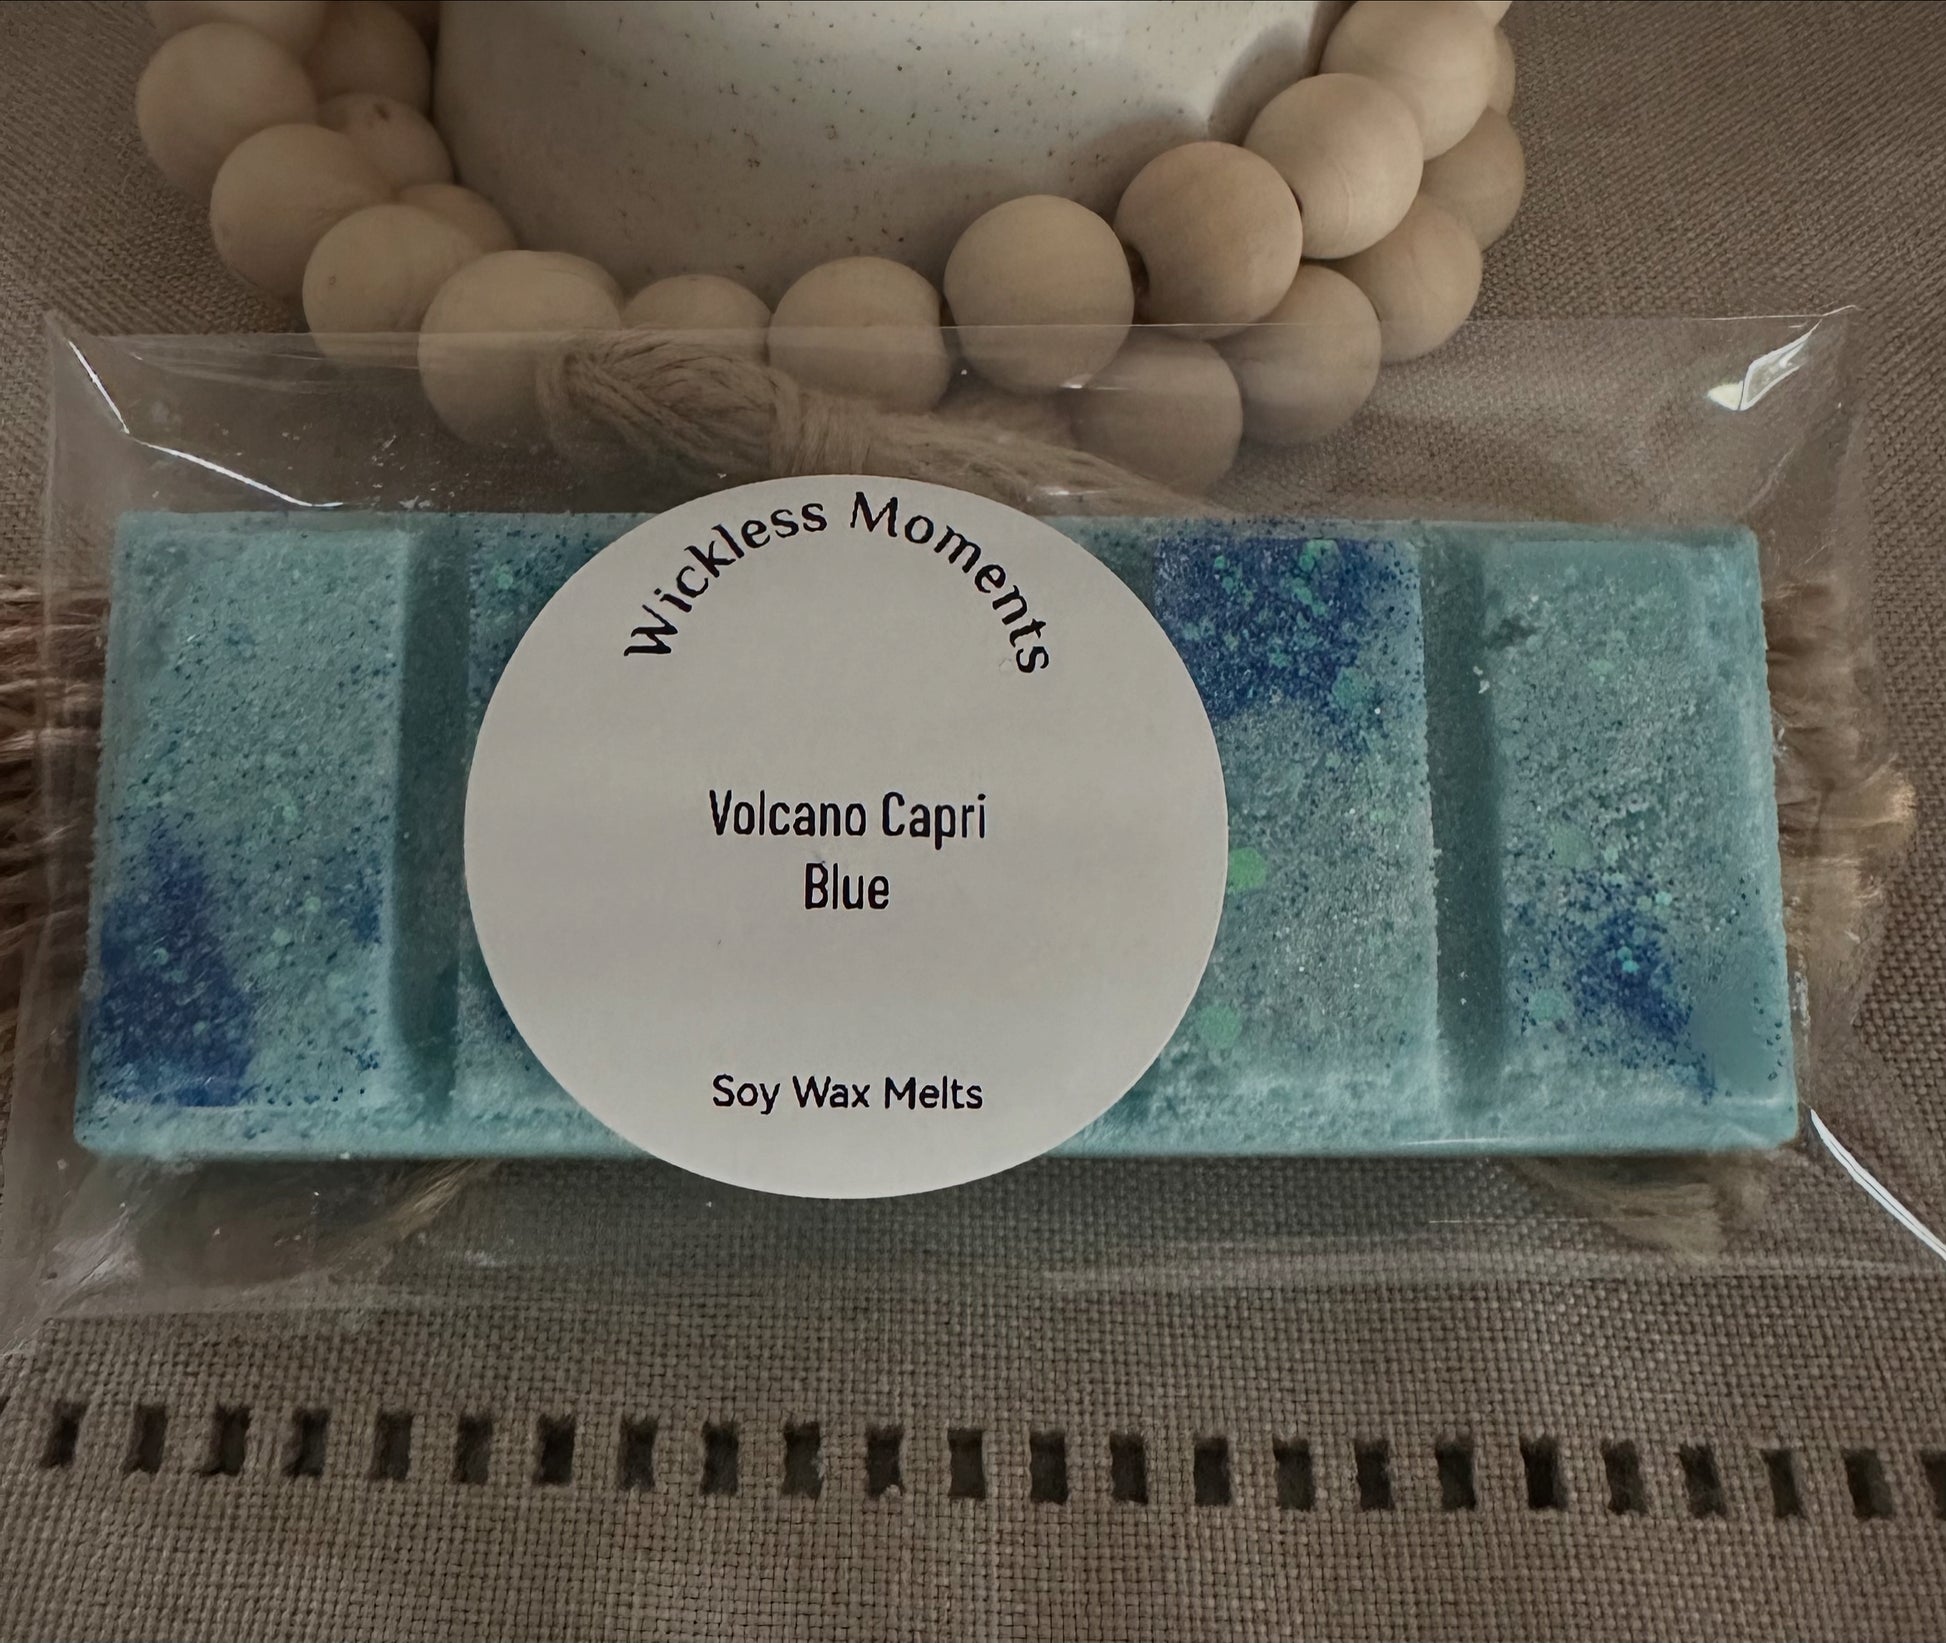 Wickless Moments
Volcano Capri
Blue
Soy Wax Melts